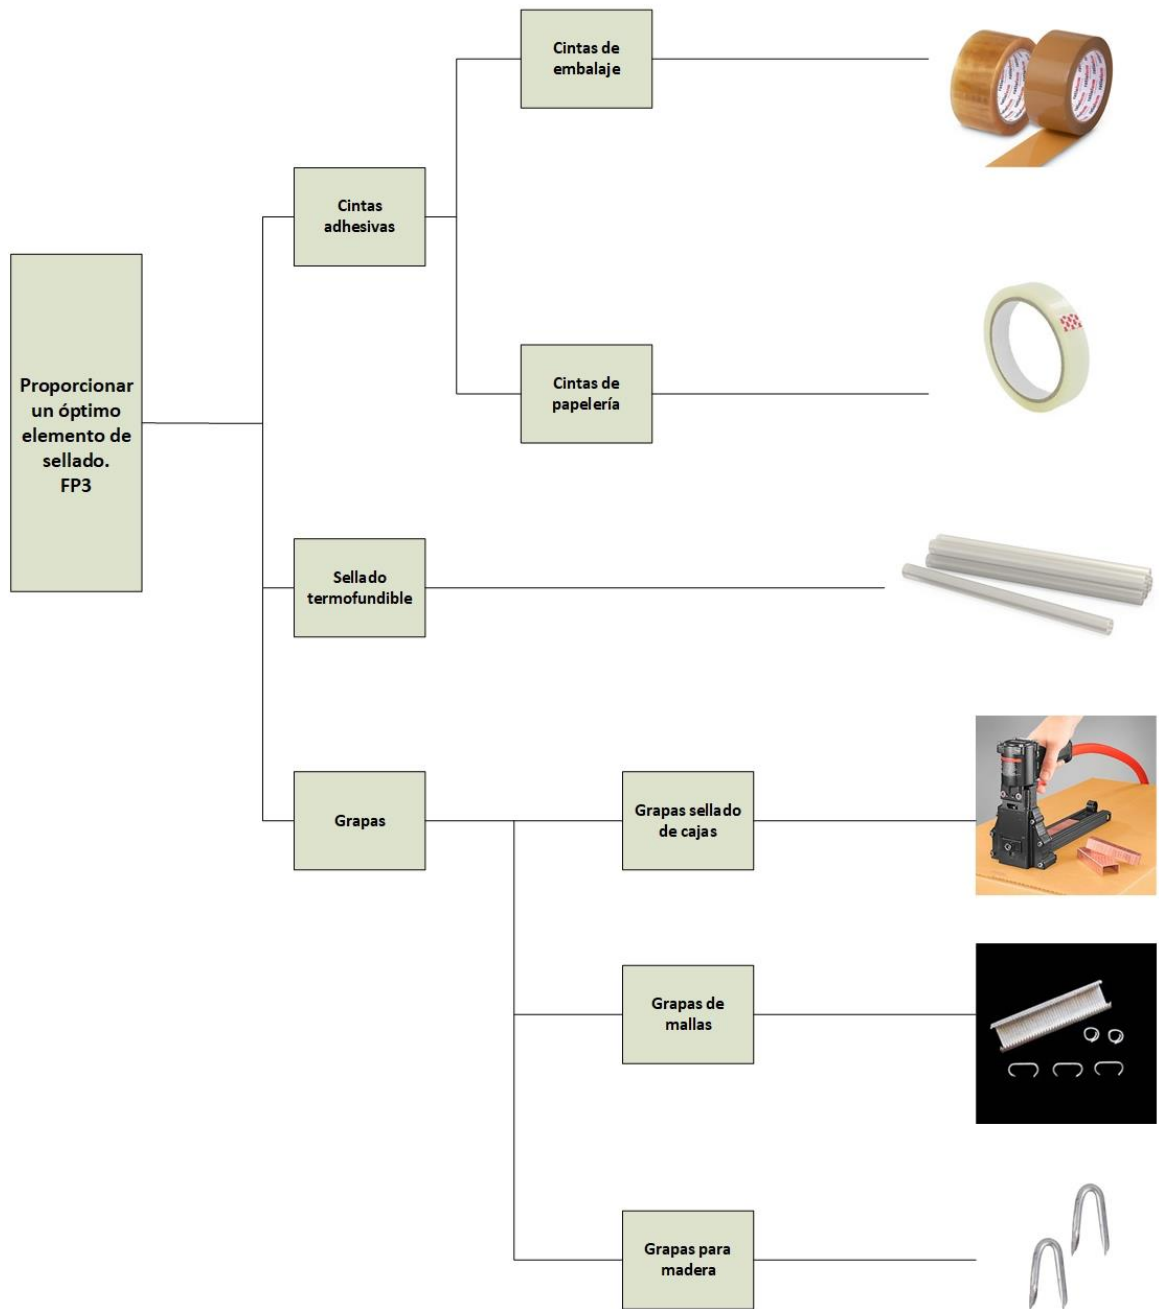 Cintas de
embalaje
Cintas
adhesivas
Proporcionar
un óptimo
elemento de
sellado.
FP3
Cintas de
papelería
Sellado
termofundible
Grapas
Grapas sellado
de cajas
Grapas de
mallas
Grapas para
madera